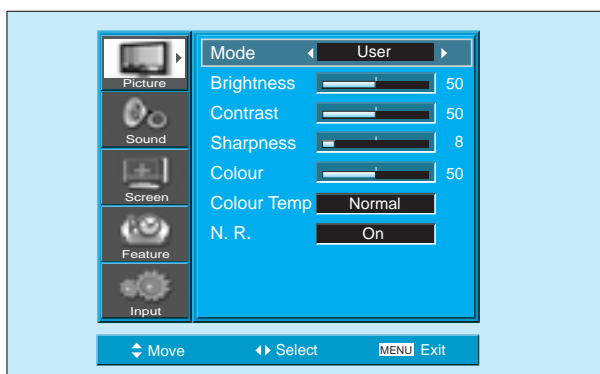 Picture
Sound
Screen
Feature
Input
Mode User
Brightness 50
Contrast 50
Sharpness 8
Colour 50
Colour Temp Normal
N. R. On
Move Select MENU Exit